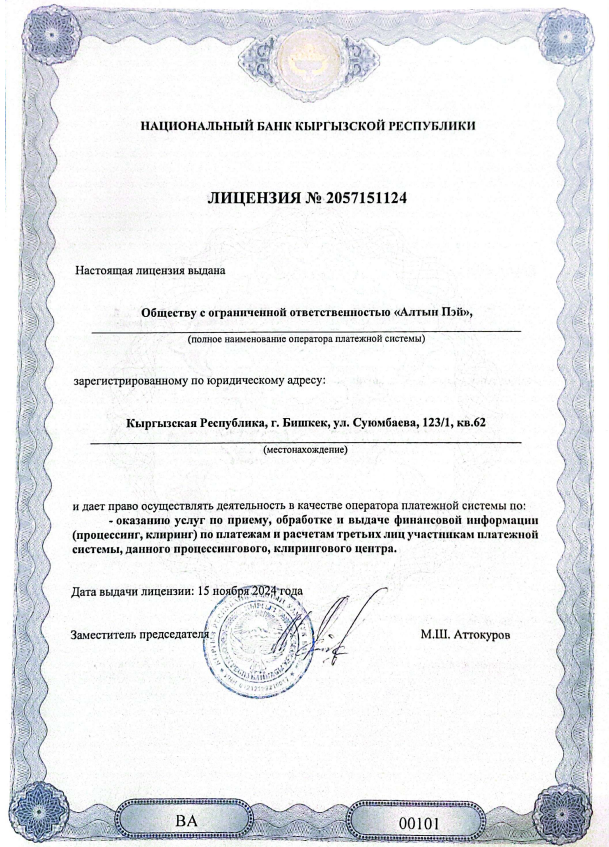 НАЦИОНАЛЬНЫЙ БАНК КЫРГЫЗСКОЙ РЕСПУБЛИКИ
ЛИЦЕНЗИЯ № 2057151124
Настоящая лицензия выдана
Обществу с ограниченной ответственностью «Алтын Пэй»,
(полное наименование оператора платежной системы)
зарегистрированному по юридическому адресу:
Кыргызская Республика, г. Бишкек, ул. Суюмбаева, 123/1, кв.62
(местонахождение)
и дает право осуществлять деятельность в качестве оператора платежной системы по:
- оказанию услуг по приему, обработке и выдаче финансовой информации
(процессинг, клиринг) по платежам и расчетам третьих лиц участникам платежной
системы, данного процессингового, клирингового центра.
Дата выдачи лицензии: 15 ноября 2024 года
Заместитель председателя
М.Ш. Аттокуров
ВА
00101